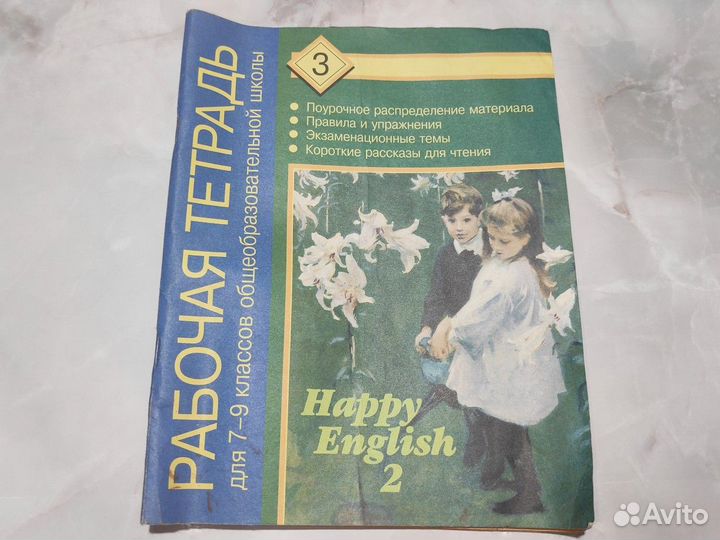 РАБОЧАЯ ТЕТРАДЬ
для 7–9 классов общеобразовательной школы
3
• Поурочное распределение материала
• Правила и упражнения
• Экзаменационные темы
• Короткие рассказы для чтения
Happy
English
2
Avito